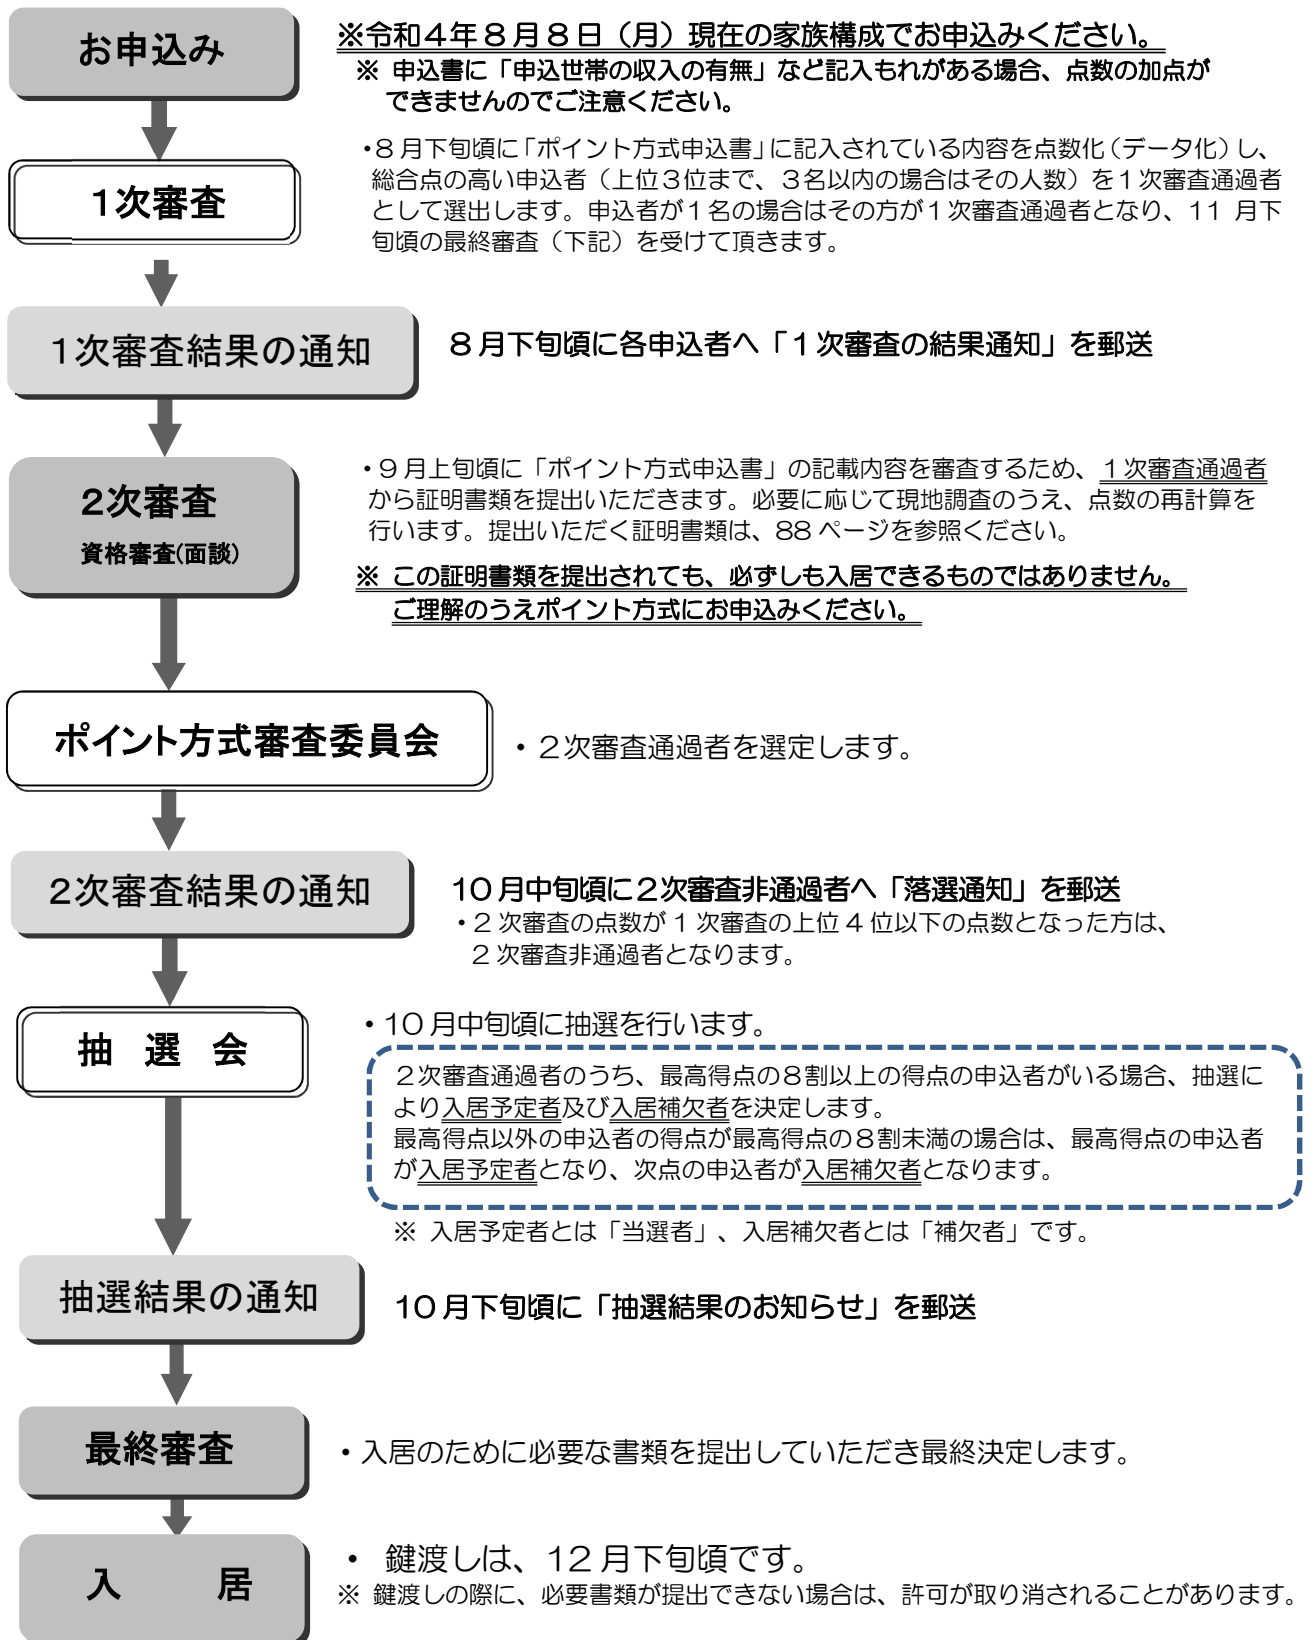 お申込み
※令和４年８月８日（月）現在の家族構成でお申込みください。
※ 申込書に「申込世帯の収入の有無」など記入もれがある場合、点数の加点が
できませんのでご注意ください。
１次審査
・８月下旬頃に「ポイント方式申込書」に記入されている内容を点数化（データ化）し、
総合点の高い申込者（上位３位まで、３名以内の場合はその人数）を１次審査通過者
として選出します。申込者が１名の場合はその方が１次審査通過者となり、11 月下
旬頃の最終審査（下記）を受けて頂きます。
１次審査結果の通知
８月下旬頃に各申込者へ「１次審査の結果通知」を郵送
２次審査
資格審査(面談)
・９月上旬頃に「ポイント方式申込書」の記載内容を審査するため、１次審査通過者
から証明書類を提出いただきます。必要に応じて現地調査のうえ、点数の再計算を
行います。提出いただく証明書類は、88 ページを参照ください。
※ この証明書類を提出されても、必ずしも入居できるものではありません。
ご理解のうえポイント方式にお申込みください。
ポイント方式審査委員会
・２次審査通過者を選定します。
２次審査結果の通知
10 月中旬頃に２次審査非通過者へ「落選通知」を郵送
・２次審査の点数が１次審査の上位４位以下の点数となった方は、
２次審査非通過者となります。
抽 選 会
・10 月中旬頃に抽選を行います。
２次審査通過者のうち、最高得点の８割以上の得点の申込者がいる場合、抽選に
より入居予定者及び入居補欠者を決定します。
最高得点以外の申込者の得点が最高得点の８割未満の場合は、最高得点の申込者
が入居予定者となり、次点の申込者が入居補欠者となります。
※ 入居予定者とは「当選者」、入居補欠者とは「補欠者」です。
抽選結果の通知
10 月下旬頃に「抽選結果のお知らせ」を郵送
最終審査
・入居のために必要な書類を提出していただき最終決定します。
入 居
・ 鍵渡しは、12 月下旬頃です。
※ 鍵渡しの際に、必要書類が提出できない場合は、許可が取り消されることがあります。